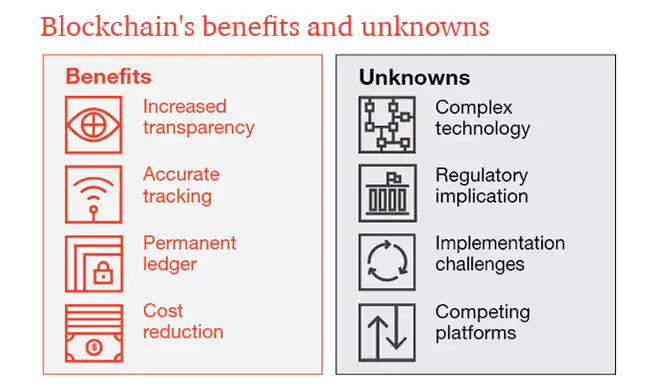 Blockchain's benefits and unknowns
Benefits
Increased
transparency
Accurate
tracking
Permanent
ledger
Cost
reduction
$
Unknowns
Complex
technology
Regulatory
implication
Implementation
challenges
Competing
platforms